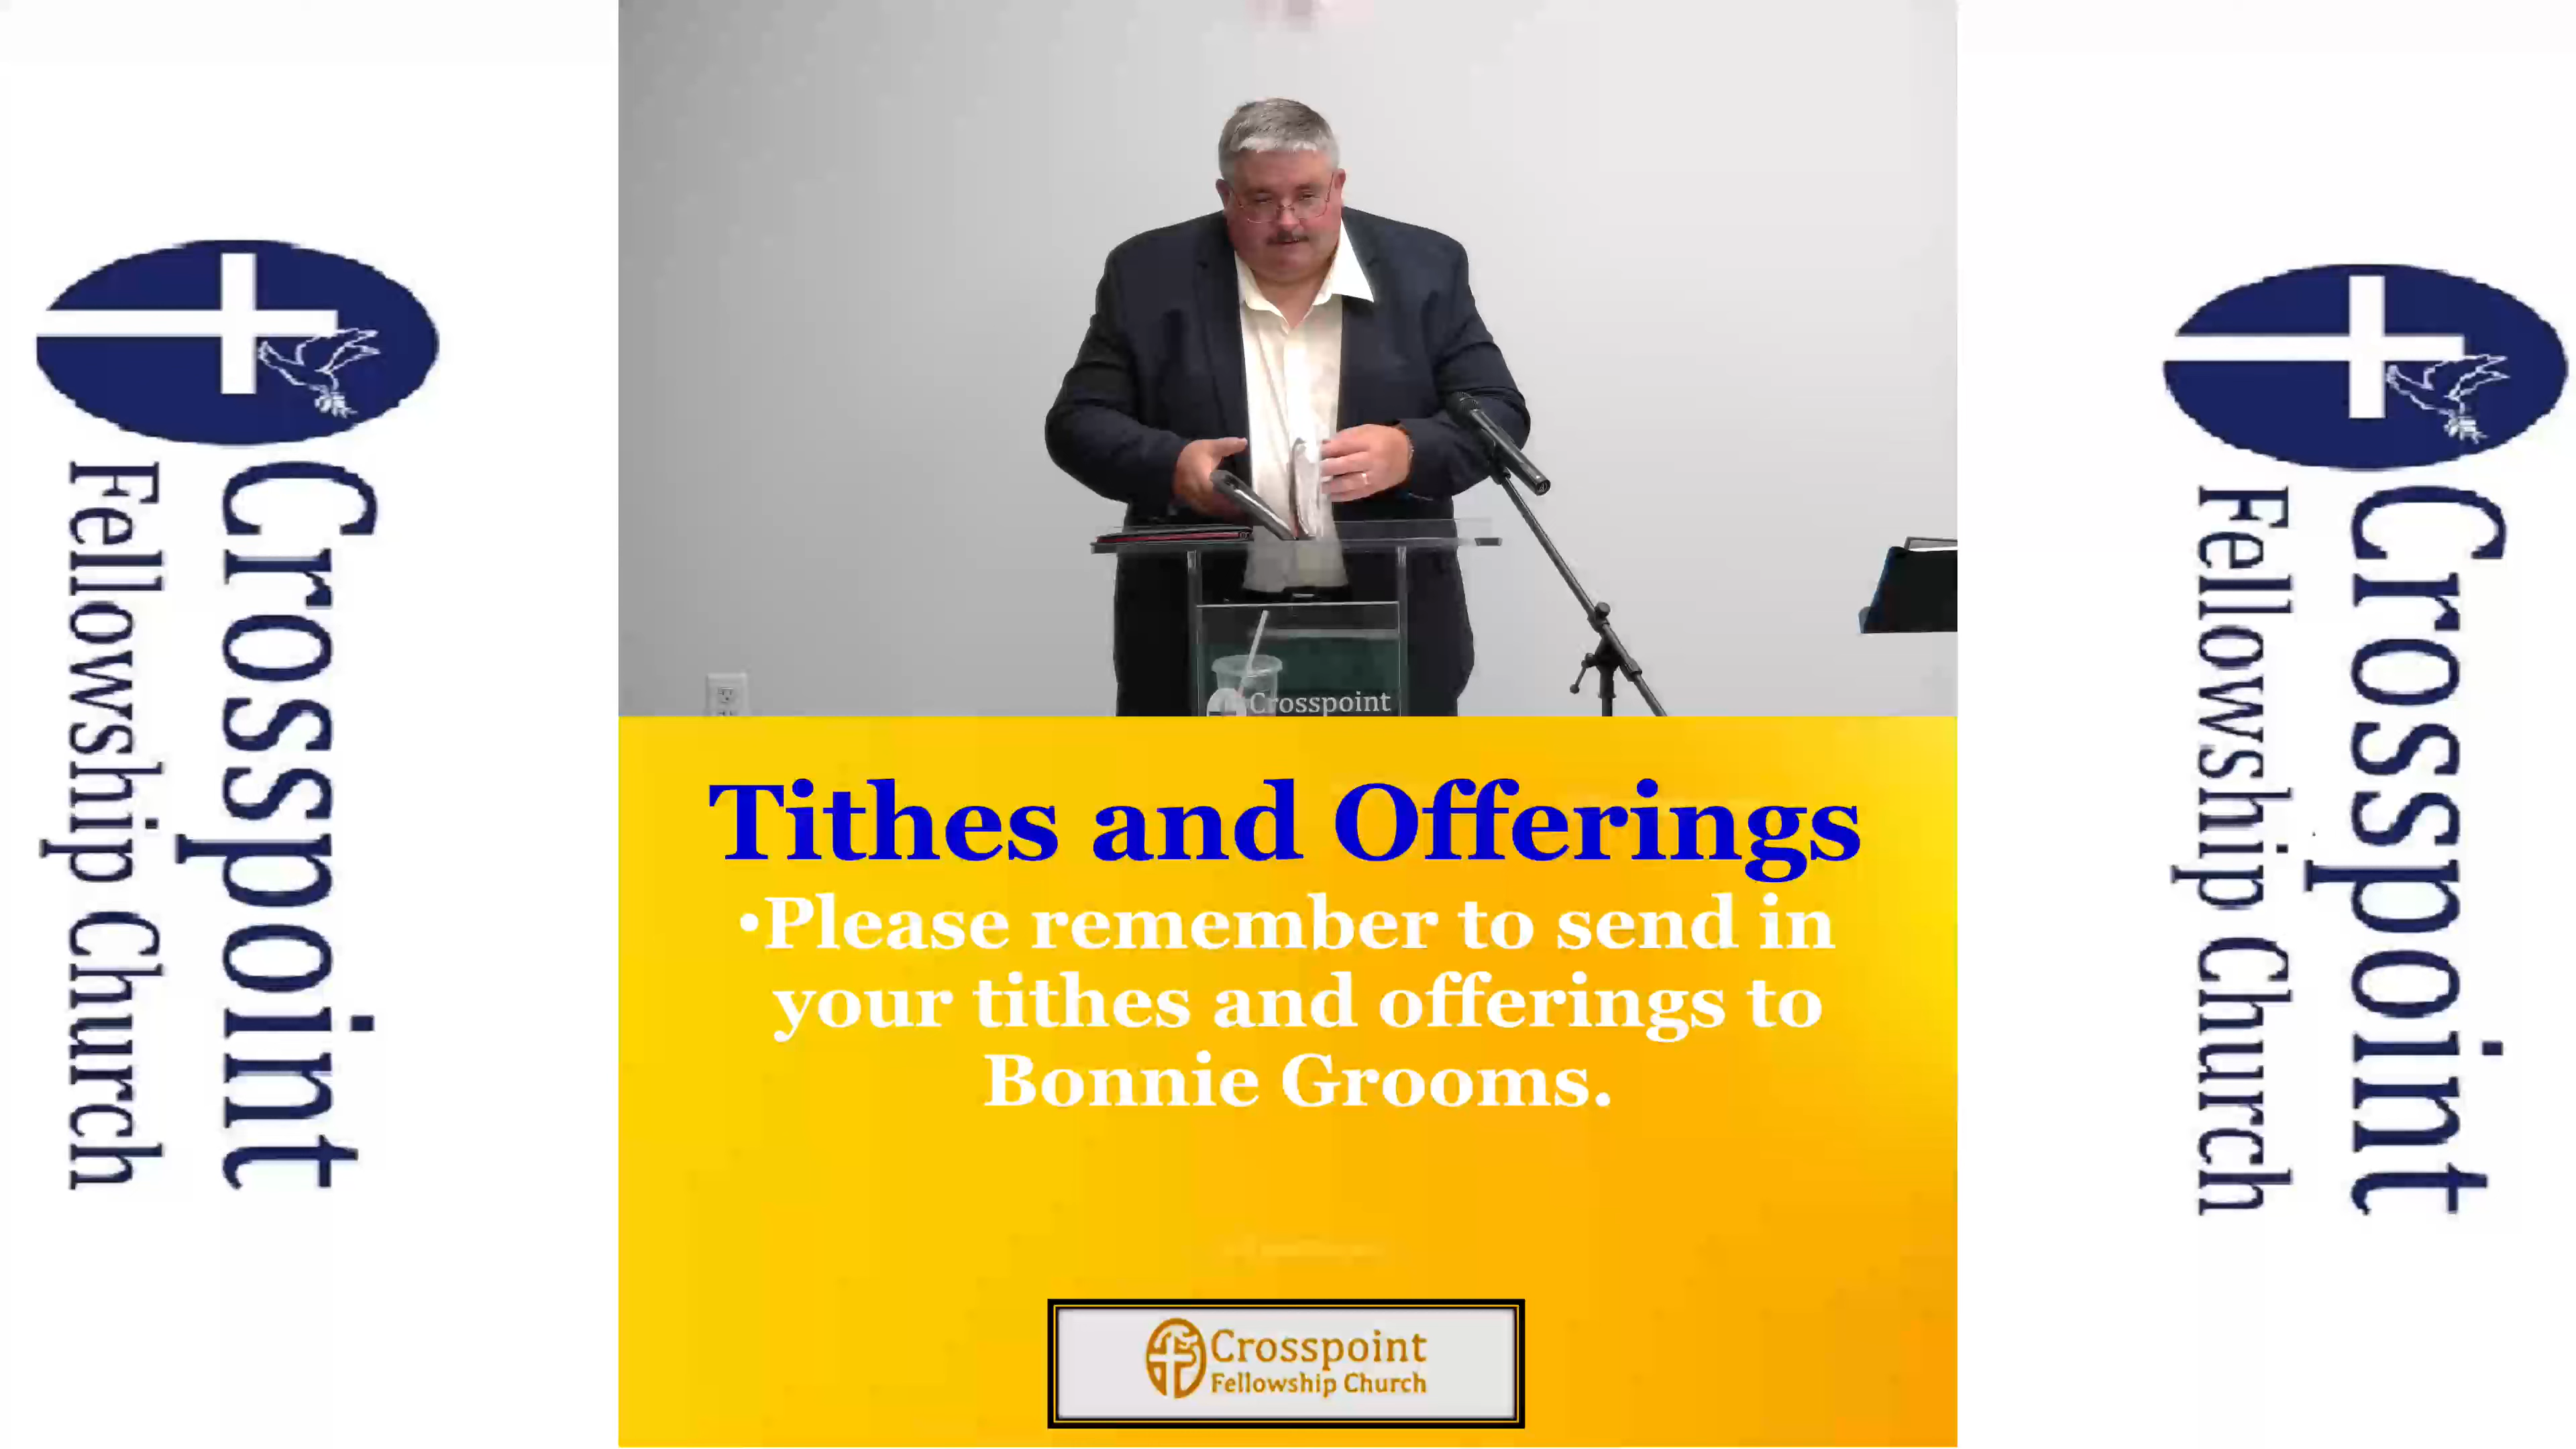 Crosspoint
Fellowship Church
Crosspoint
Tithes and Offerings
•Please remember to send in
your tithes and offerings to
Bonnie Grooms.
Crosspoint
Fellowship Church
Crosspoint
Fellowship Church